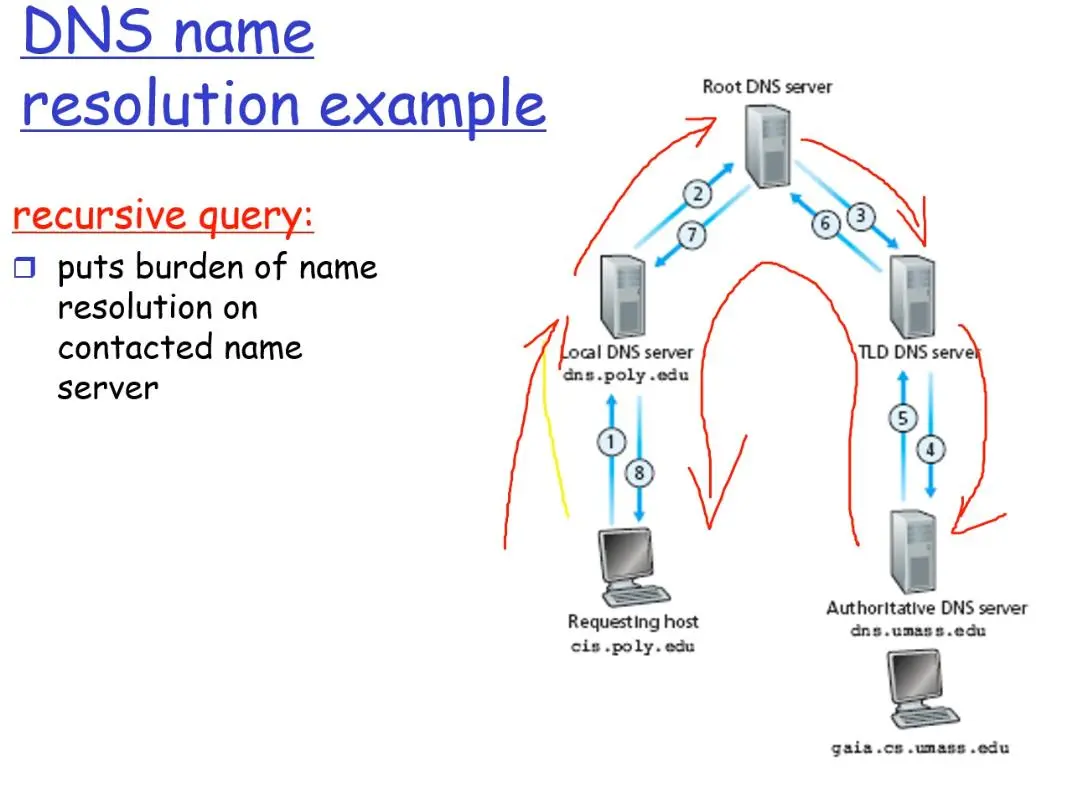 DNS name
resolution example
recursive query:
puts burden of name
resolution on
contacted name
server
Root DNS server
2
7
6
3
Local DNS server
dns.poly.edu
TLD DNS server
1
8
5
4
Requesting host
cis.poly.edu
Authoritative DNS server
dns.umass.edu
gaia.cs.umass.edu